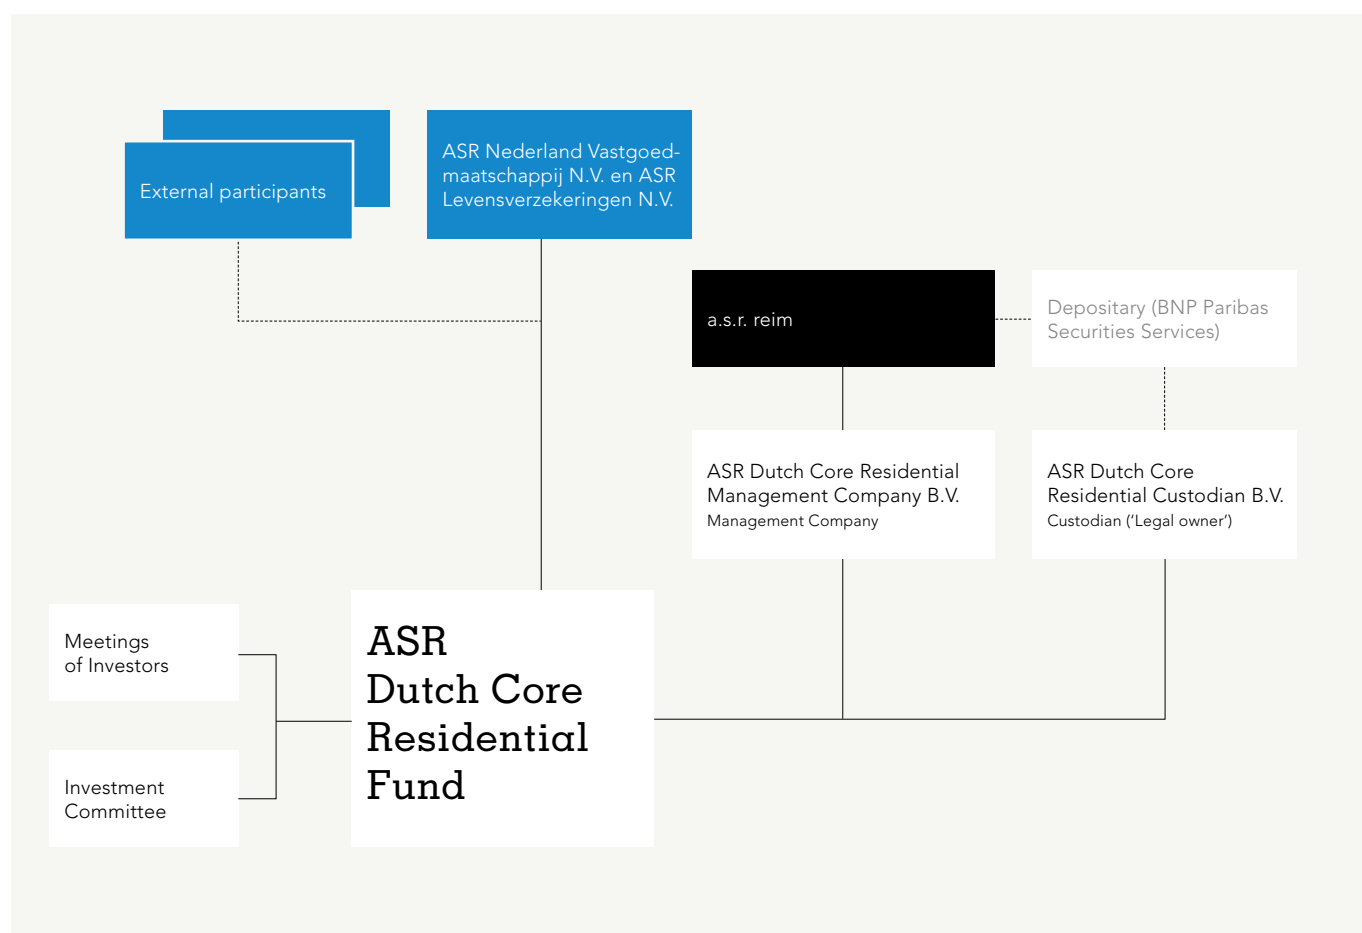 External participants
ASR Nederland Vastgoed-
maatschappij N.V. en ASR
Levensverzekeringen N.V.
a.s.r. reim
Depositary (BNP Paribas
Securities Services)
ASR Dutch Core Residential
Management Company B.V.
Management Company
ASR Dutch Core
Residential Custodian B.V.
Custodian (‘Legal owner’)
Meetings
of Investors
Investment
Committee
ASR
Dutch Core
Residential
Fund